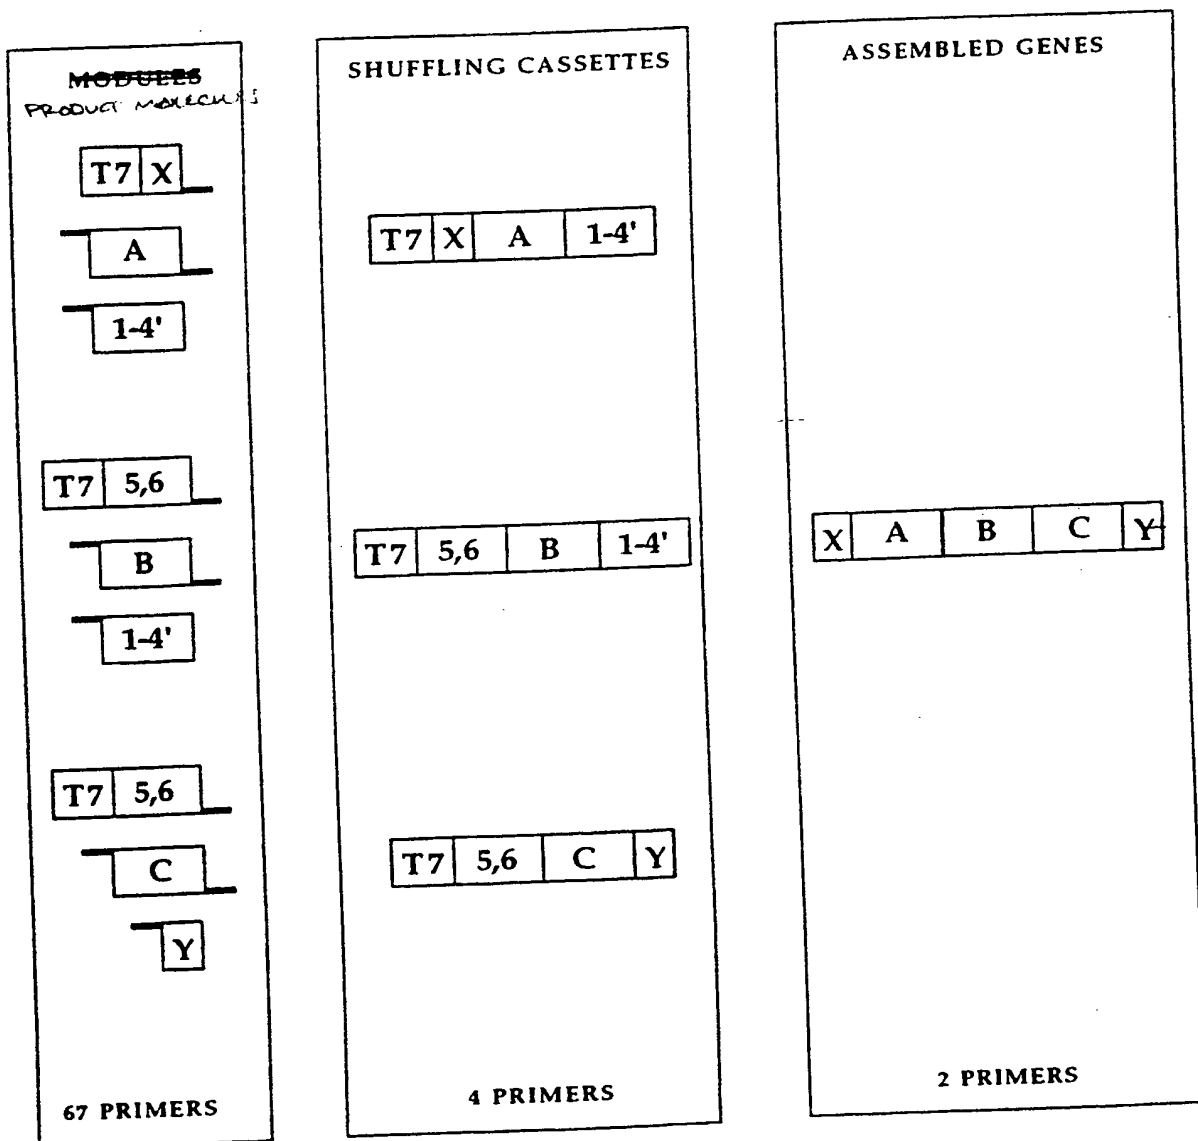 MODULES
PRODUCT MOLECULES
T7 X
A
1-4'
T7 5,6
B
1-4'
T7 5,6
C
Y
67 PRIMERS
SHUFFLING CASSETTES
T7 X A 1-4'
T7 5,6 B 1-4'
T7 5,6 C Y
4 PRIMERS
ASSEMBLED GENES
X A B C Y
2 PRIMERS